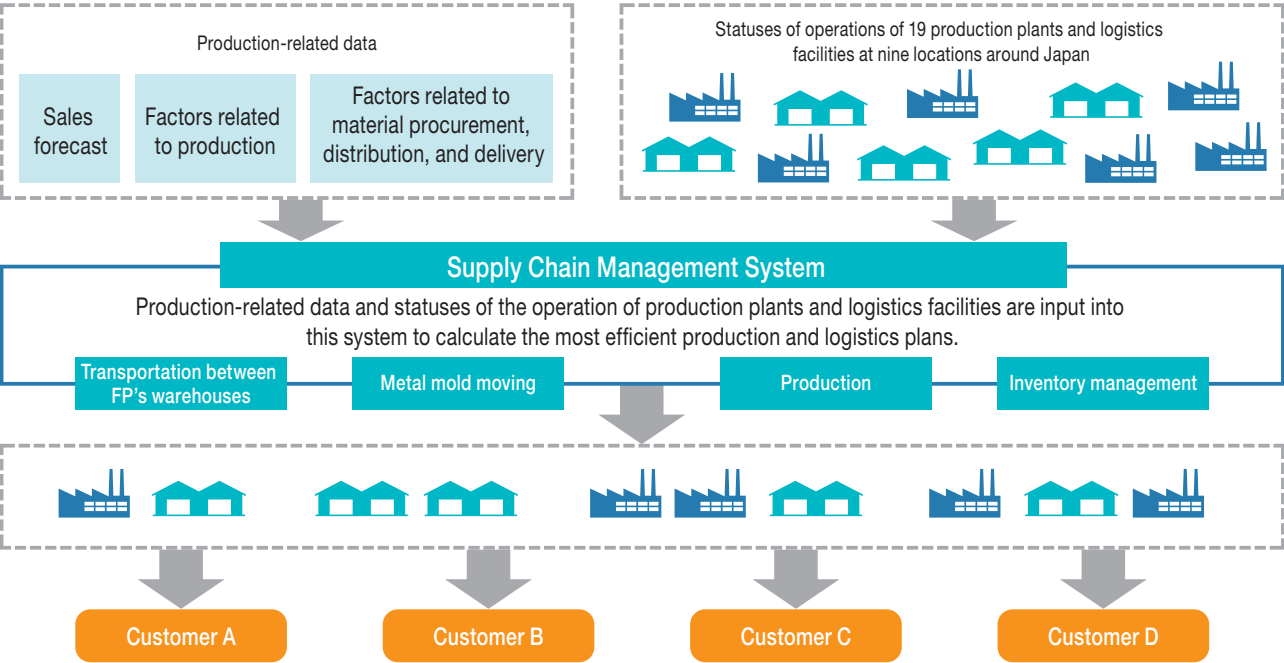 Production-related data
Sales
forecast
Factors related
to production
Factors related to
material procurement,
distribution, and delivery
Statuses of operations of 19 production plants and logistics
facilities at nine locations around Japan
Supply Chain Management System
Production-related data and statuses of the operation of production plants and logistics facilities are input into
this system to calculate the most efficient production and logistics plans.
Transportation between
FP's warehouses
Metal mold moving
Production
Inventory management
Customer A
Customer B
Customer C
Customer D